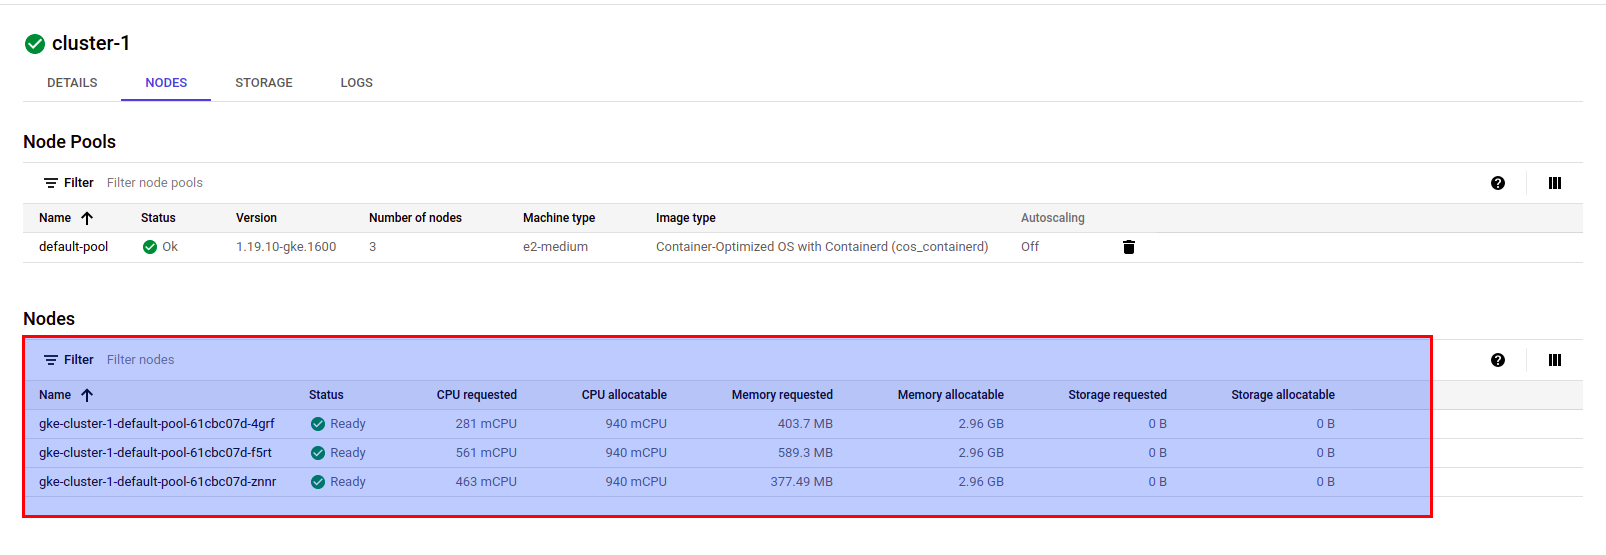 cluster-1
DETAILS NODES STORAGE LOGS
Node Pools
Filter Filter node pools
Name Status Version Number of nodes Machine type Image type Autoscaling
default-pool Ok 1.19.10-gke.1600 3 e2-medium Container-Optimized OS with Containerd (cos_containerd) Off
Nodes
Filter Filter nodes
Name Status CPU requested CPU allocatable Memory requested Memory allocatable Storage requested Storage allocatable
gke-cluster-1-default-pool-61cbc07d-4grf Ready 281 mCPU 940 mCPU 403.7 MB 2.96 GB 0 B 0 B
gke-cluster-1-default-pool-61cbc07d-f5rt Ready 561 mCPU 940 mCPU 589.3 MB 2.96 GB 0 B 0 B
gke-cluster-1-default-pool-61cbc07d-znnr Ready 463 mCPU 940 mCPU 377.49 MB 2.96 GB 0 B 0 B